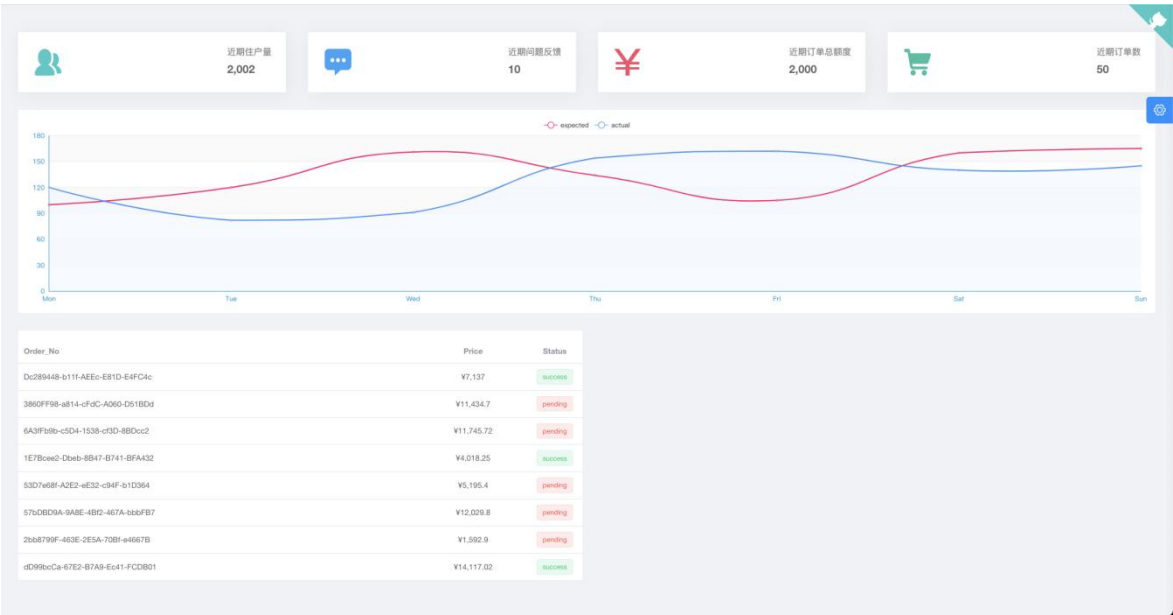 近期住户量
2,002
近期问题反馈
10
近期订单总额度
2,000
近期订单数
50
expected actual
180
150
120
90
60
30
0
Mon Tue Wed Thu Fri Sat Sun
Order_No Price Status
Dc289448-b11f-AEEc-E81D-E4FC4c ¥7,137 success
3860FF98-a814-cFdC-A060-D51BDd ¥11,434.7 pending
6A3fFb9b-c5D4-1538-cf3D-8BDcc2 ¥11,745.72 pending
1E7Bcee2-Dbeb-8B47-B741-BFA432 ¥4,018.25 success
53D7e68f-A2E2-eE32-c94F-b1D364 ¥5,195.4 pending
57bDBD9A-9A8E-4Bf2-467A-bbbFB7 ¥12,029.8 pending
2bb8799F-463E-2E5A-70Bf-e4667B ¥1,592.9 pending
dD99bcCa-67E2-B7A9-Ec41-FCDB01 ¥14,117.02 success